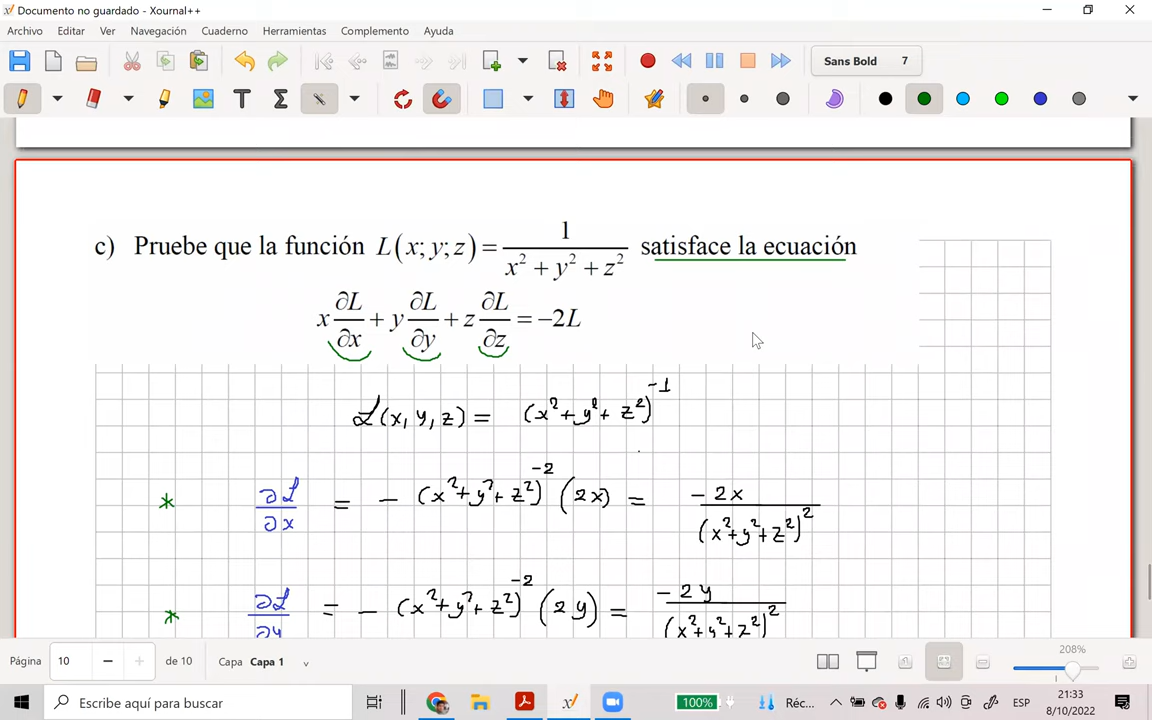 Documento no guardado - Xournal++
Archivo Editar Ver Navegación Cuaderno Herramientas Complemento Ayuda
Sans Bold 7
c) Pruebe que la función L(x; y; z) = 1 / (x² + y² + z²) satisface la ecuación
x ∂L/∂x + y ∂L/∂y + z ∂L/∂z = −2L
L(x, y, z) = (x² + y² + z²)⁻¹
* ∂L/∂x = − (x² + y² + z²)⁻² (2x) = −2x / (x² + y² + z²)²
* ∂L/∂y = − (x² + y² + z²)⁻² (2y) = −2y / (x² + y² + z²)²
Página 10 de 10 Capa Capa 1 208%
Escribe aquí para buscar 100% Réc... ESP 21:33
8/10/2022